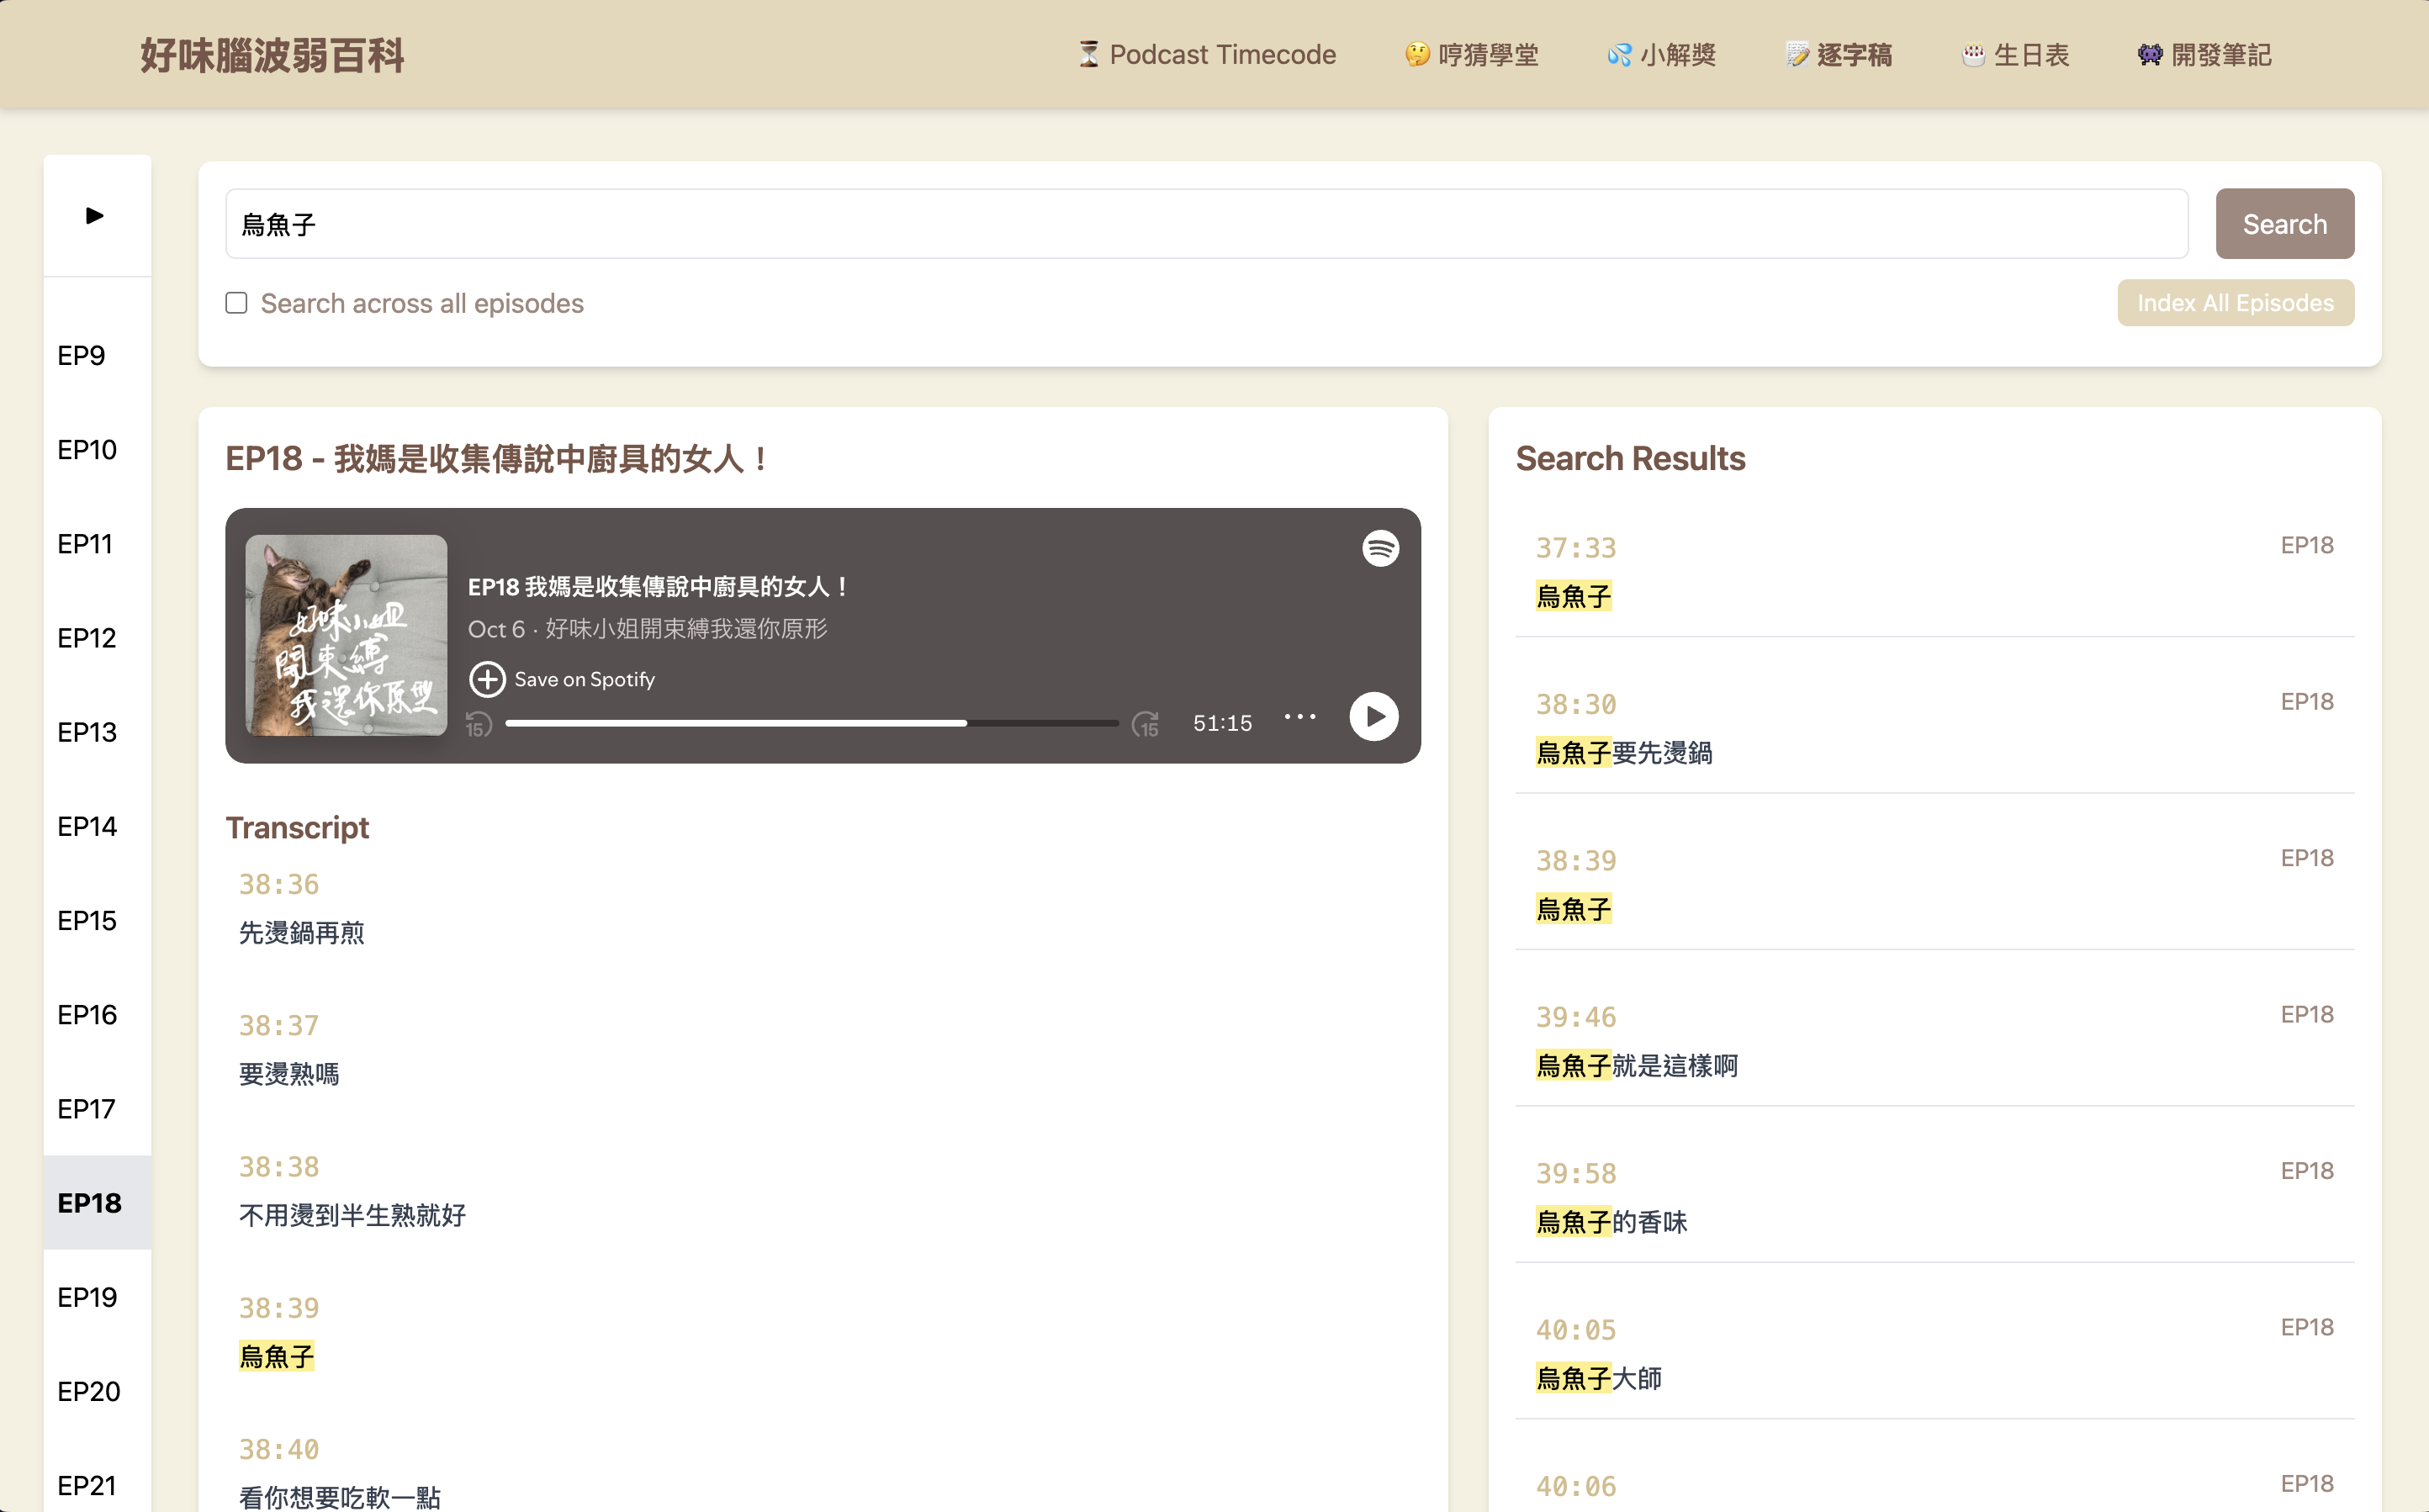 好味腦波弱百科
⏳ Podcast Timecode
🤔 哼猜學堂
💦 小解獎
📝 逐字稿
🎂 生日表
👾 開發筆記
烏魚子
Search
Search across all episodes
Index All Episodes
EP9
EP10
EP11
EP12
EP13
EP14
EP15
EP16
EP17
EP18
EP19
EP20
EP21
EP18 - 我媽是收集傳說中廚具的女人！
好味小姐
開束縛
我還你原型
EP18 我媽是收集傳說中廚具的女人！
Oct 6 · 好味小姐開束縛我還你原形
Save on Spotify
15
15
51:15
Transcript
38:36
先燙鍋再煎
38:37
要燙熟嗎
38:38
不用燙到半生熟就好
38:39
烏魚子
38:40
看你想要吃軟一點
Search Results
37:33
EP18
烏魚子
38:30
EP18
烏魚子要先燙鍋
38:39
EP18
烏魚子
39:46
EP18
烏魚子就是這樣啊
39:58
EP18
烏魚子的香味
40:05
EP18
烏魚子大師
40:06
EP18